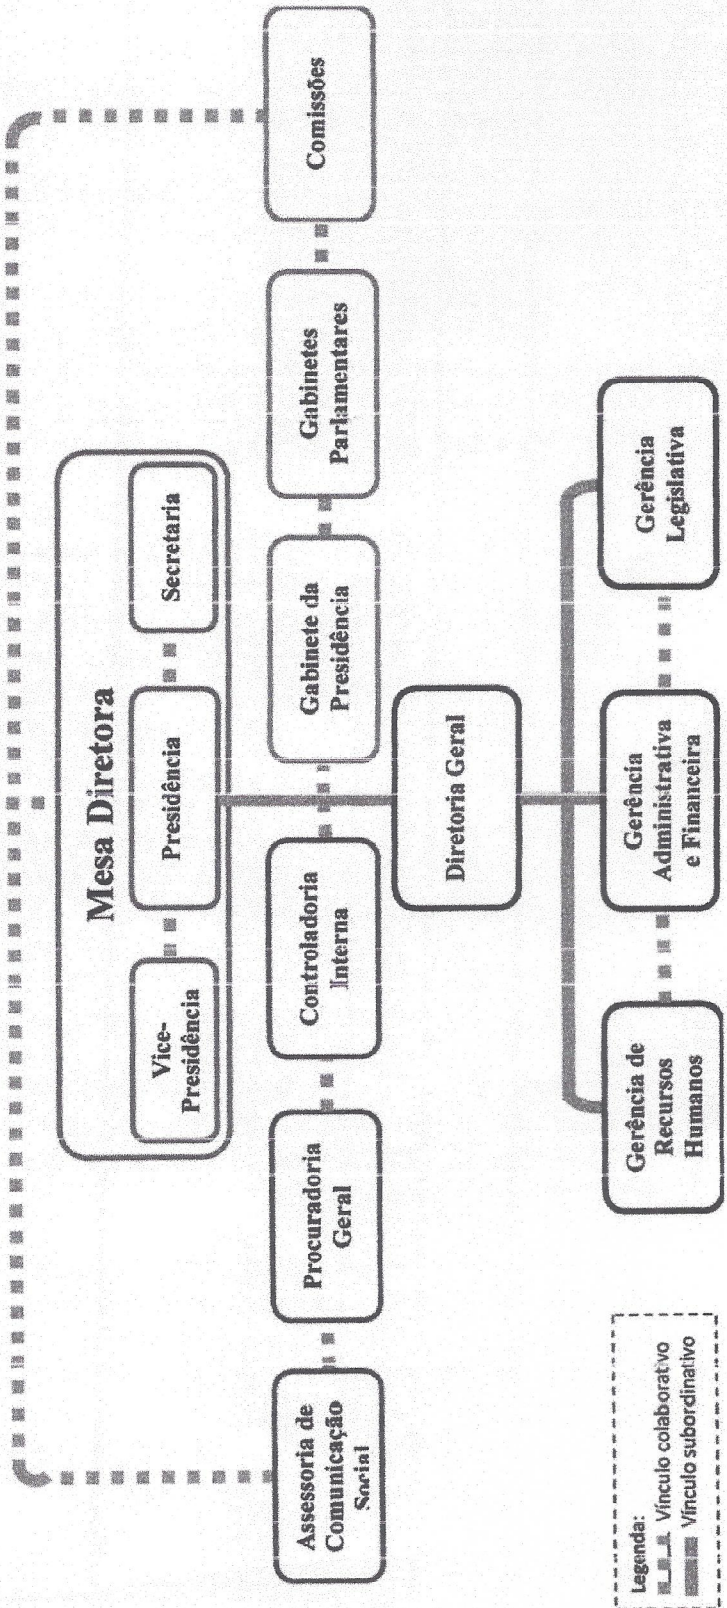 Mesa Diretora
Vice-
Presidência
Presidência
Secretaria
Assessoria de
Comunicação
Social
Procuradoria
Geral
Controladoria
Interna
Gabinete da
Presidência
Gabinetes
Parlamentares
Comissões
Diretoria Geral
Gerência de
Recursos
Humanos
Gerência
Administrativa
e Financeira
Gerência
Legislativa
Legenda:
Vínculo colaborativo
Vínculo subordinativo